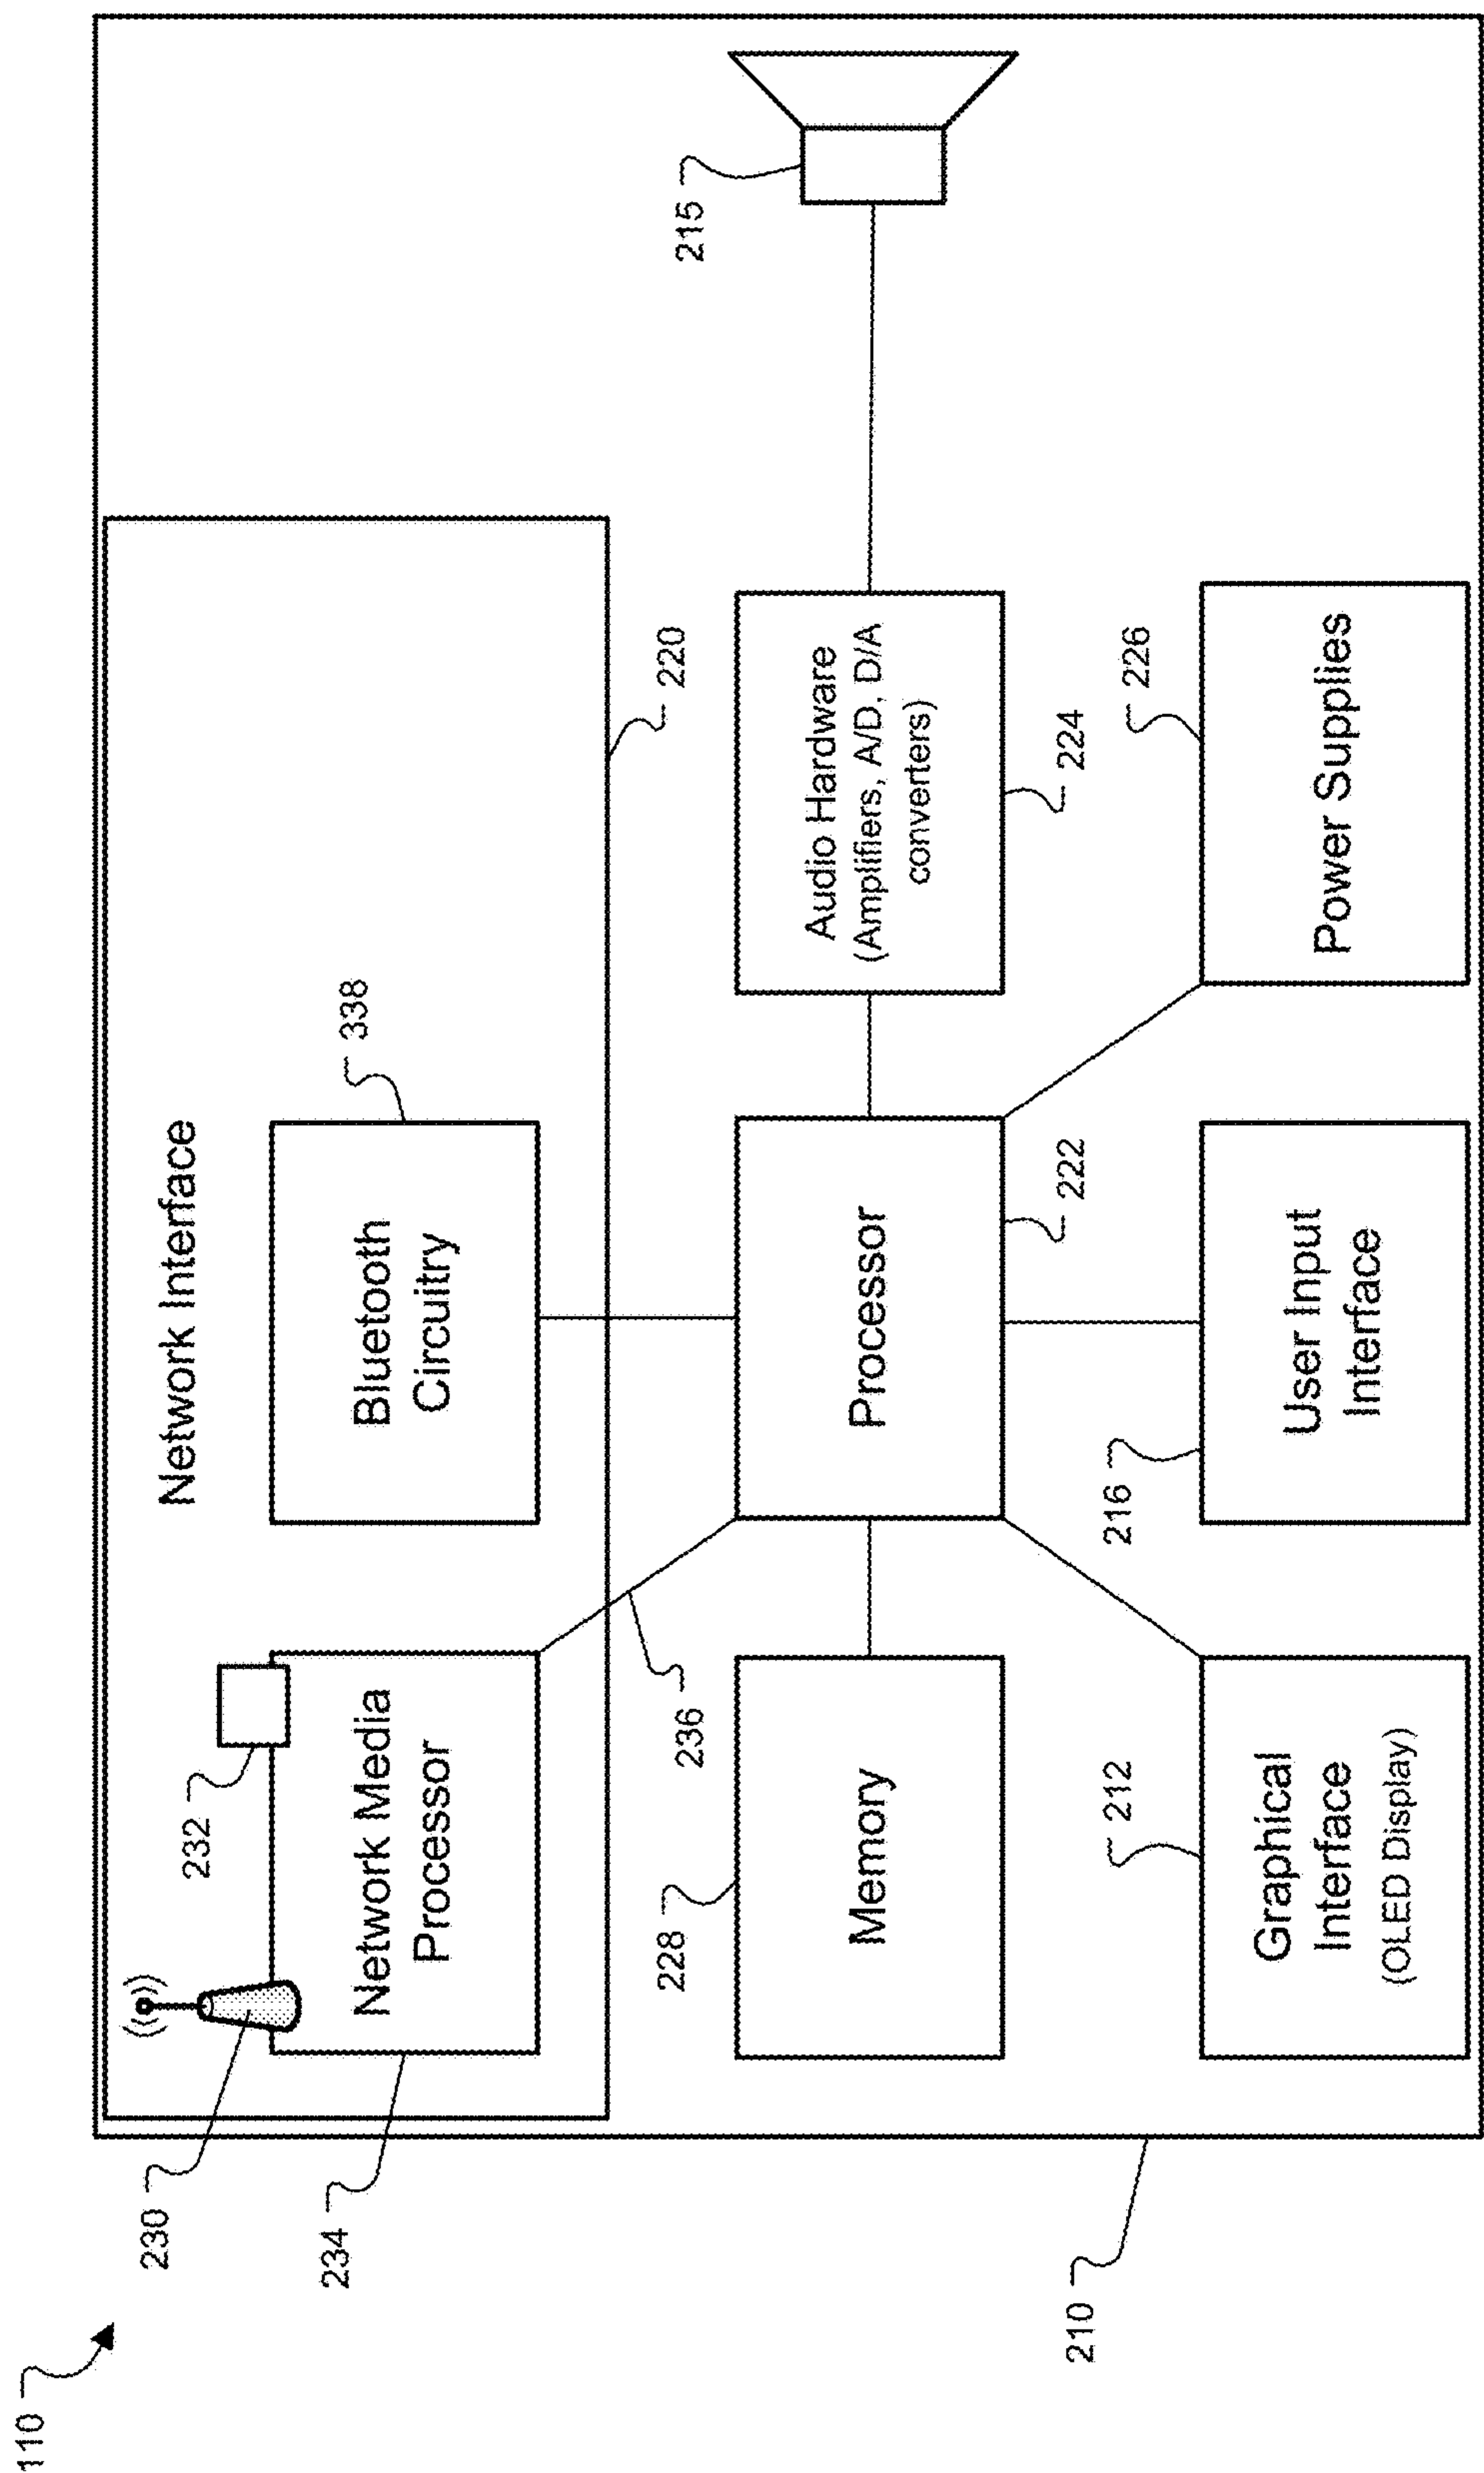 110
Network Interface
230
232
234
Network Media
Processor
Bluetooth
Circuitry
338
220
236
228
Memory
Processor
222
Audio Hardware
(Amplifiers, A/D, D/A
converters)
224
215
212
Graphical
Interface
(OLED Display)
216
User Input
Interface
226
Power Supplies
210